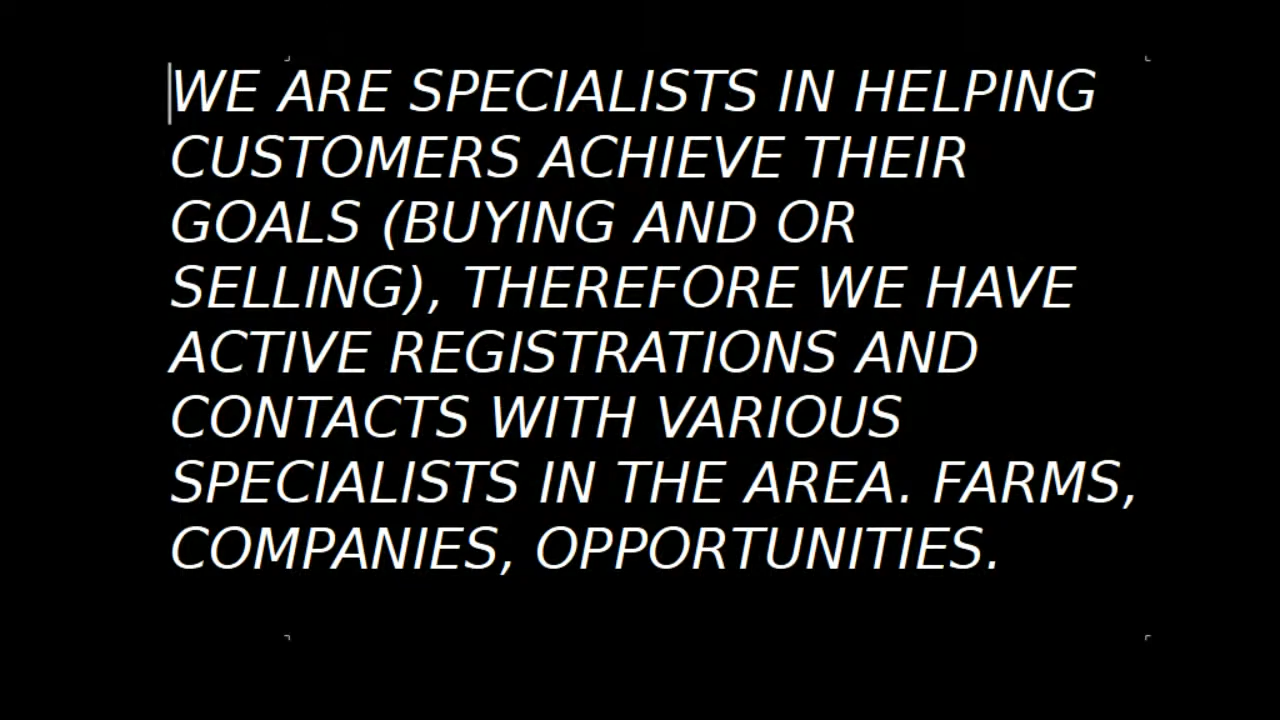 WE ARE SPECIALISTS IN HELPING
CUSTOMERS ACHIEVE THEIR
GOALS (BUYING AND OR
SELLING), THEREFORE WE HAVE
ACTIVE REGISTRATIONS AND
CONTACTS WITH VARIOUS
SPECIALISTS IN THE AREA. FARMS,
COMPANIES, OPPORTUNITIES.